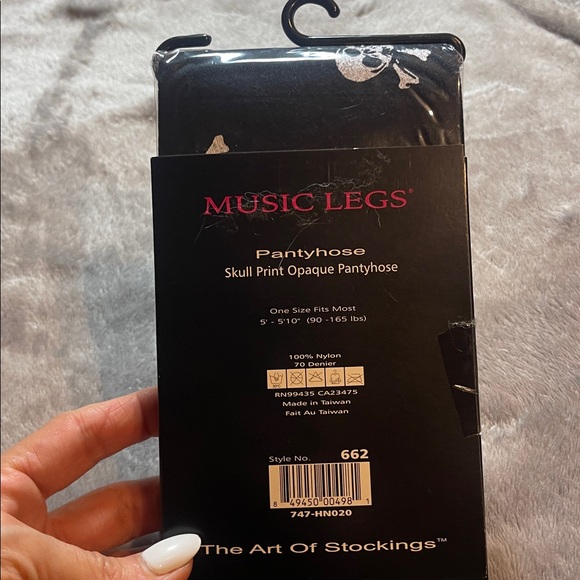 MUSIC LEGS®
Pantyhose
Skull Print Opaque Pantyhose
One Size Fits Most
5' - 5'10" (90 -165 lbs)
100% Nylon
70 Denier
RN99435 CA23475
Made in Taiwan
Fait Au Taiwan
Style No. 662
8 49450 00498 1
747-HN020
The Art Of Stockings™